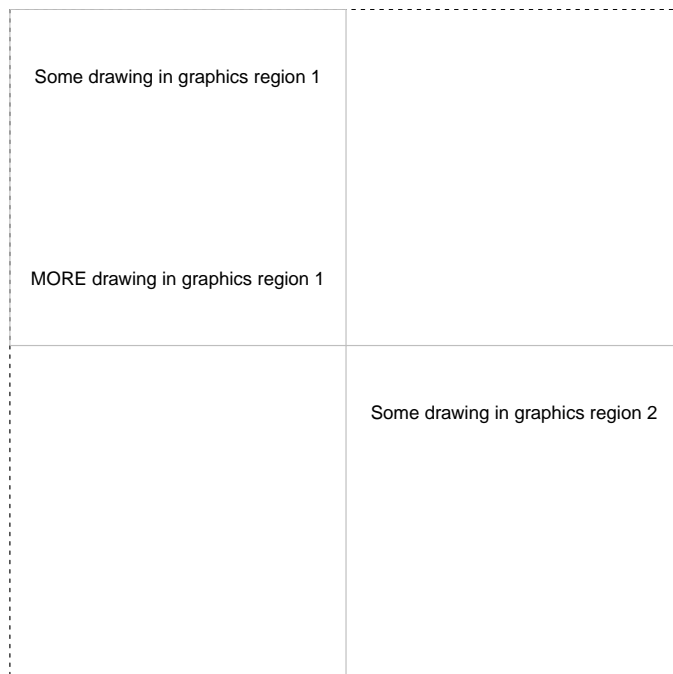 Some drawing in graphics region 1
MORE drawing in graphics region 1
Some drawing in graphics region 2